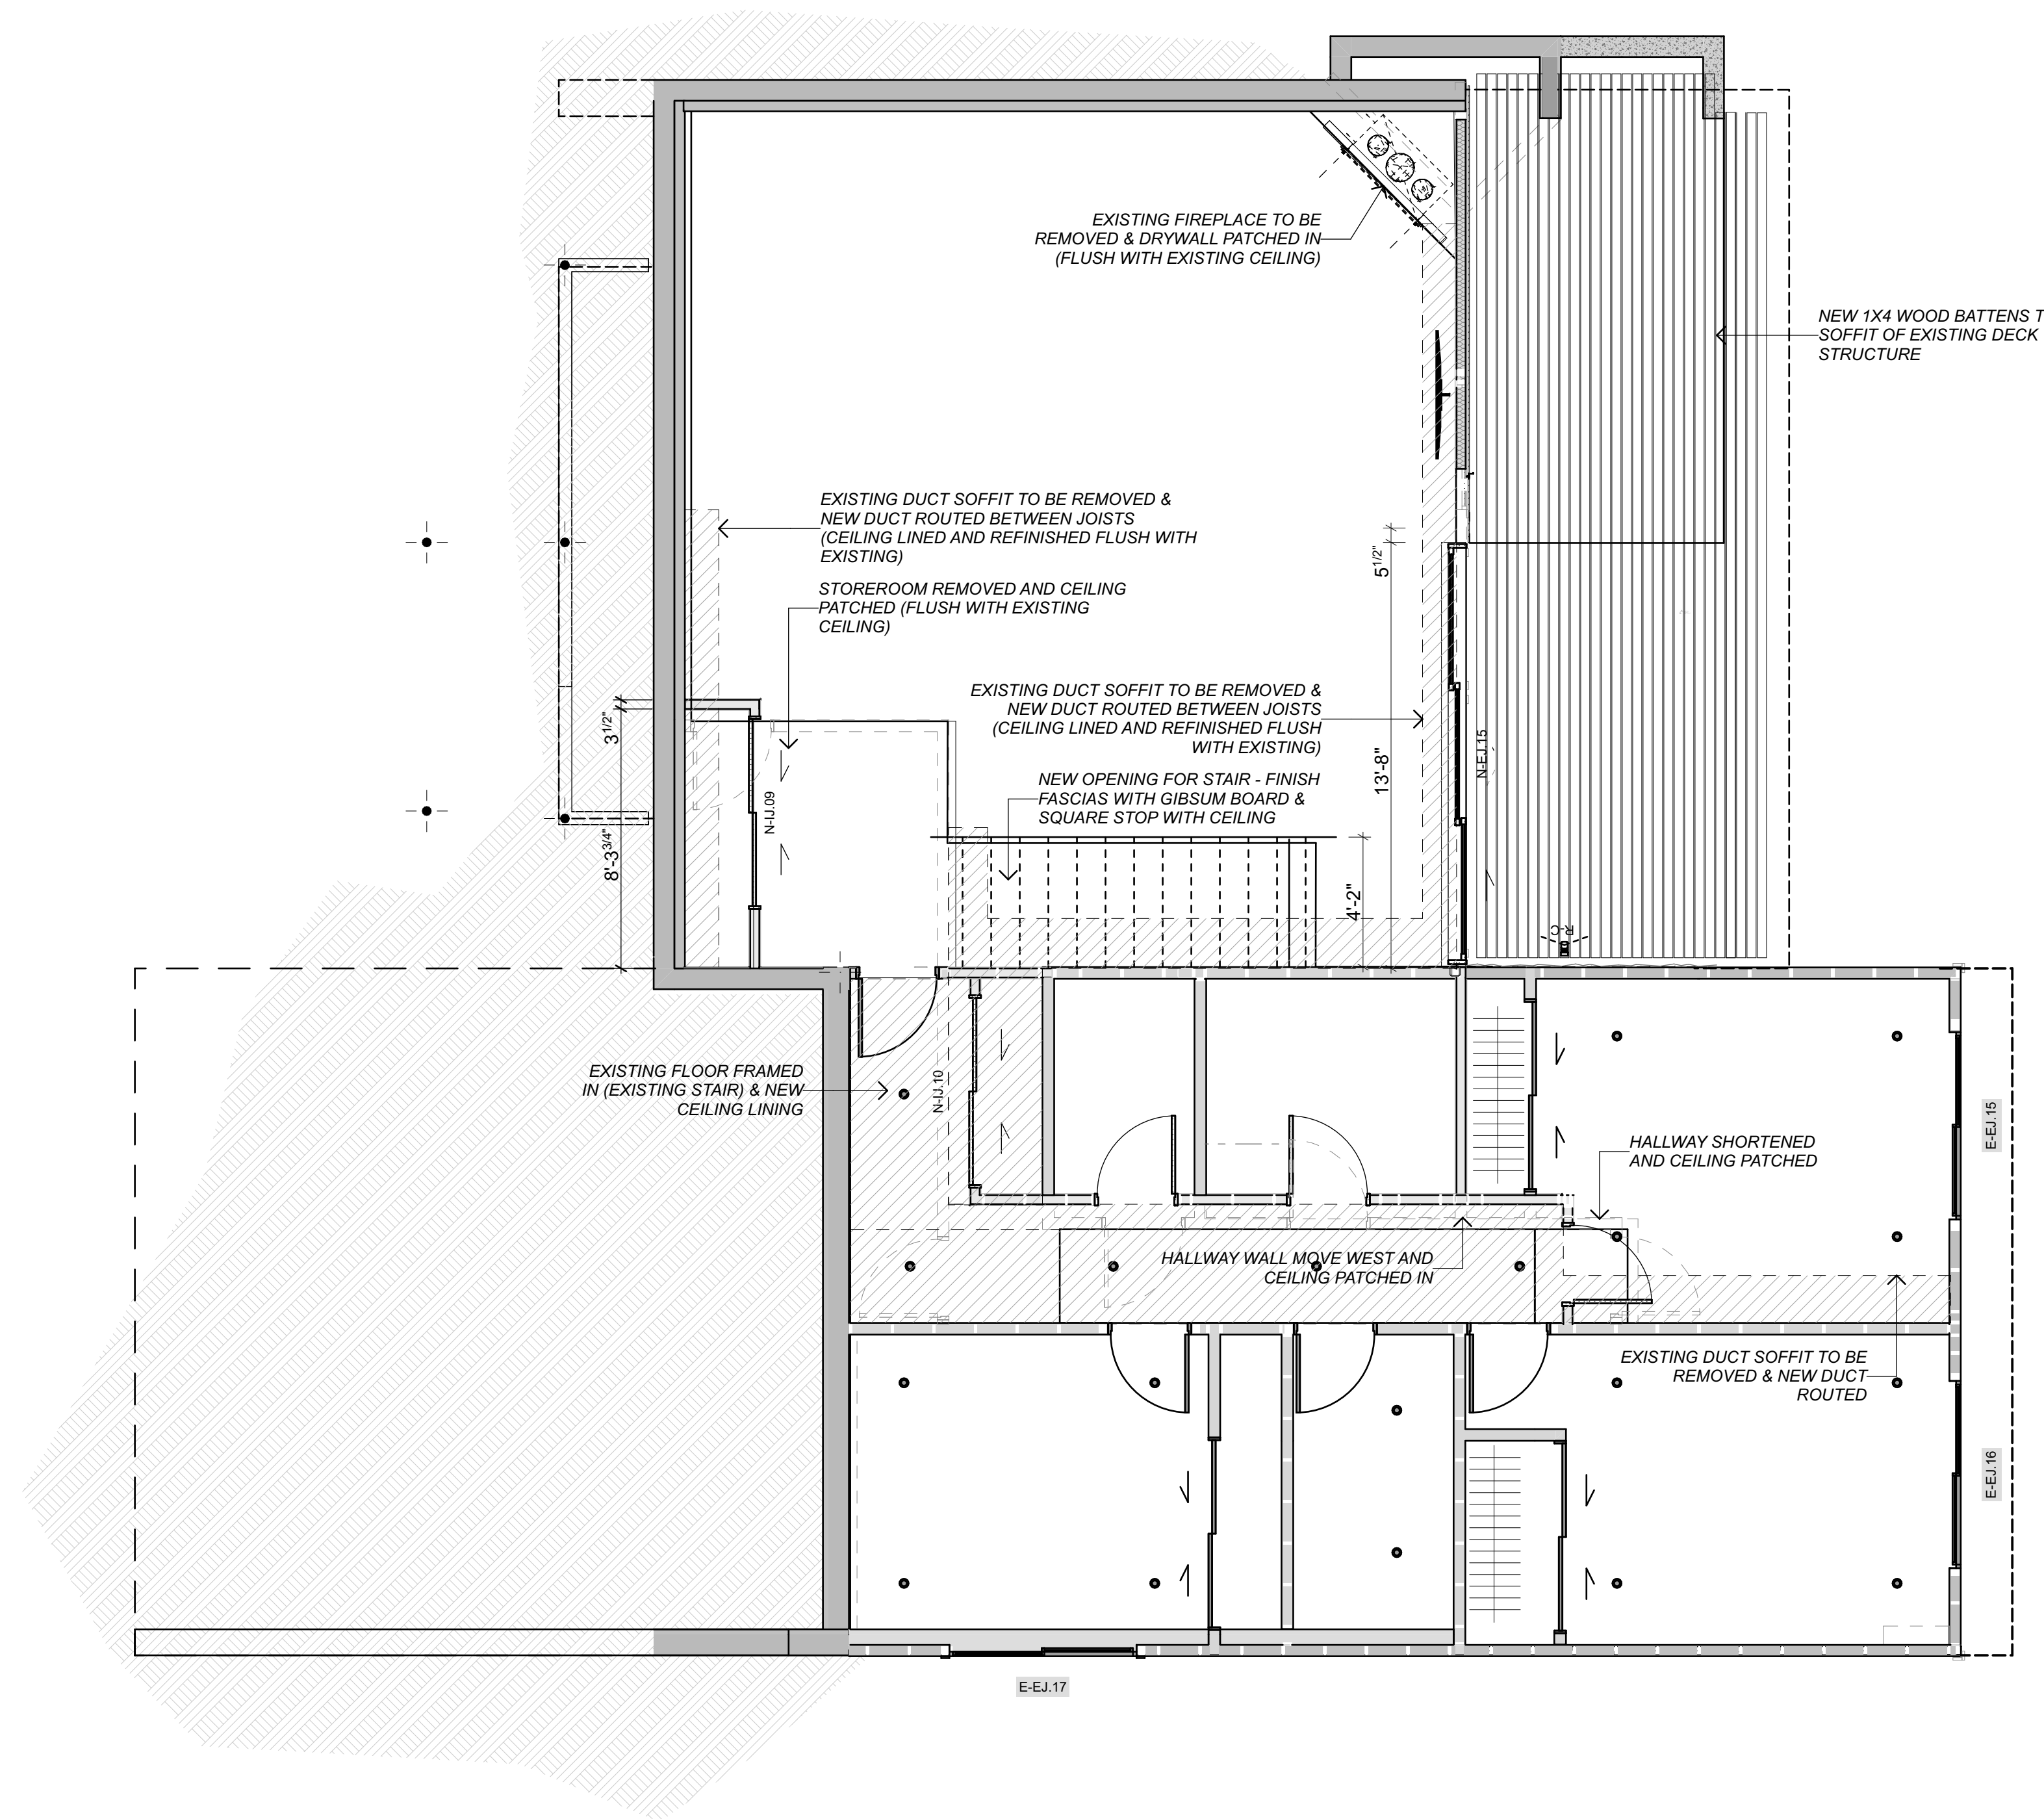 EXISTING FIREPLACE TO BE
REMOVED & DRYWALL PATCHED IN
(FLUSH WITH EXISTING CEILING)
NEW 1X4 WOOD BATTENS T
SOFFIT OF EXISTING DECK
STRUCTURE
EXISTING DUCT SOFFIT TO BE REMOVED &
NEW DUCT ROUTED BETWEEN JOISTS
(CEILING LINED AND REFINISHED FLUSH WITH
EXISTING)
5 1/2"
STOREROOM REMOVED AND CEILING
PATCHED (FLUSH WITH EXISTING
CEILING)
EXISTING DUCT SOFFIT TO BE REMOVED &
NEW DUCT ROUTED BETWEEN JOISTS
(CEILING LINED AND REFINISHED FLUSH
WITH EXISTING)
3 1/2"
13'-8"
N-EJ.15
NEW OPENING FOR STAIR - FINISH
FASCIAS WITH GIBSUM BOARD &
SQUARE STOP WITH CEILING
N-IJ.09
8'-3 3/4"
4'-2"
R-C
EXISTING FLOOR FRAMED
IN (EXISTING STAIR) & NEW
CEILING LINING
N-IJ.10
E-EJ.15
HALLWAY SHORTENED
AND CEILING PATCHED
HALLWAY WALL MOVE WEST AND
CEILING PATCHED IN
EXISTING DUCT SOFFIT TO BE
REMOVED & NEW DUCT
ROUTED
E-EJ.16
E-EJ.17